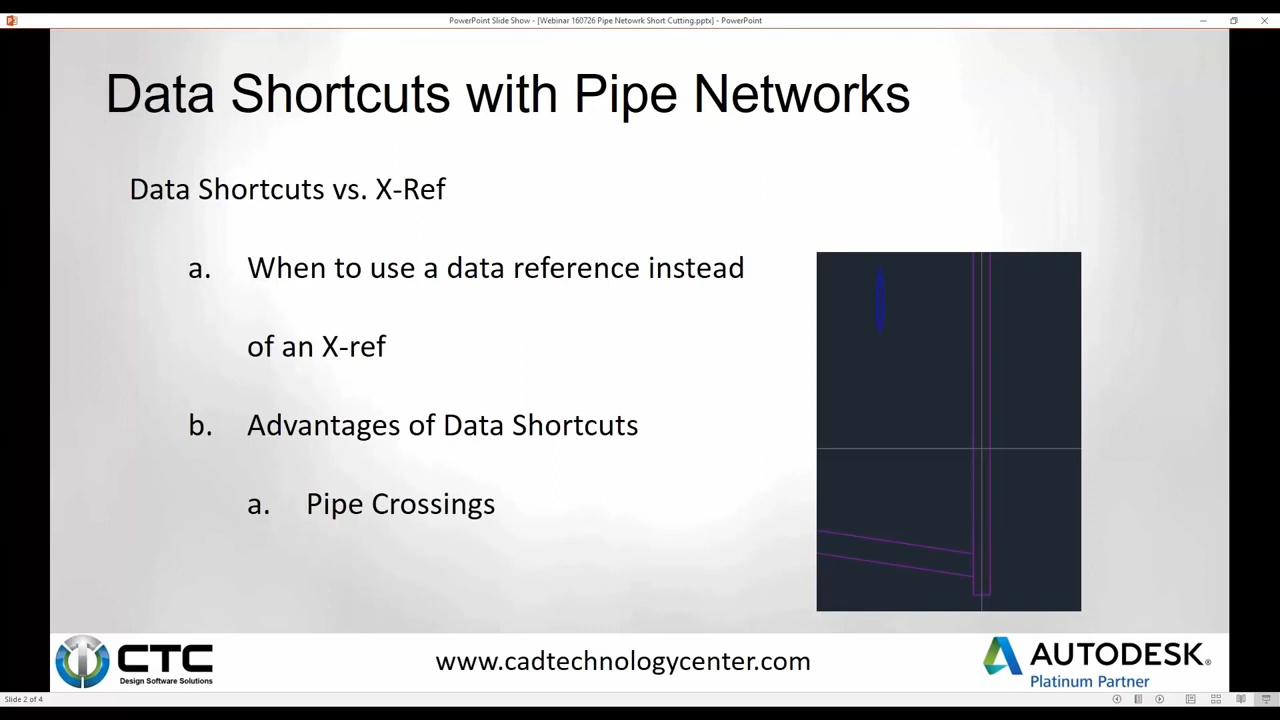 PowerPoint Slide Show - [Webinar 160726 Pipe Netowrk Short Cutting.pptx] - PowerPoint
Data Shortcuts with Pipe Networks
Data Shortcuts vs. X-Ref
a. When to use a data reference instead
of an X-ref
b. Advantages of Data Shortcuts
a. Pipe Crossings
CTC
Design Software Solutions
www.cadtechnologycenter.com
AUTODESK®
Platinum Partner
Slide 2 of 4